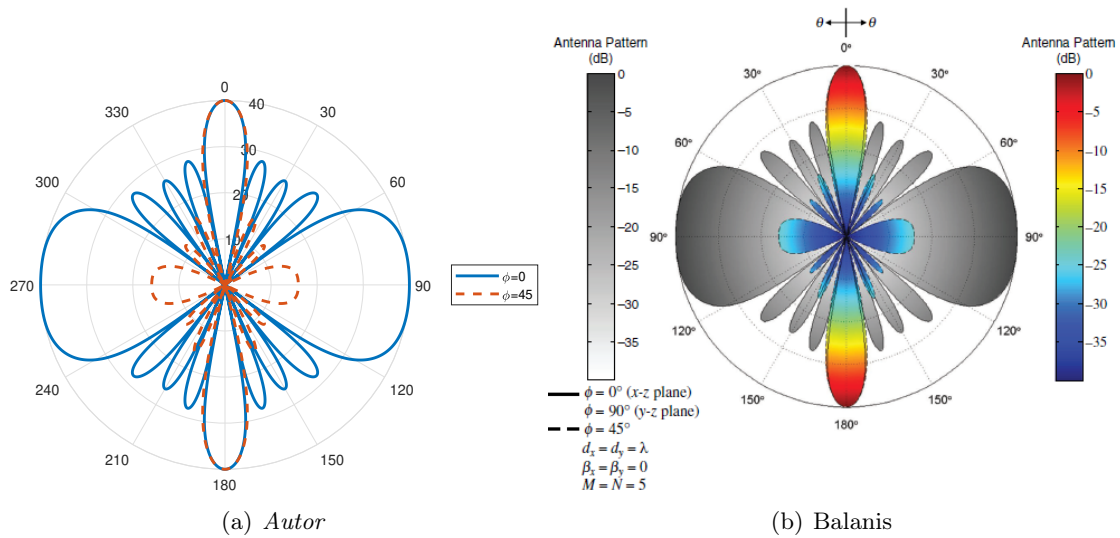 0
30
60
90
120
150
180
210
240
270
300
330
40
30
20
10
ϕ=0
ϕ=45
(a) Autor
θ θ
Antenna Pattern
(dB)
0
−5
−10
−15
−20
−25
−30
−35
0°
30°
30°
60°
60°
90°
90°
120°
120°
150°
150°
180°
Antenna Pattern
(dB)
0
−5
−10
−15
−20
−25
−30
−35
ϕ = 0° (x-z plane)
ϕ = 90° (y-z plane)
ϕ = 45°
dx = dy = λ
βx = βy = 0
M = N = 5
(b) Balanis